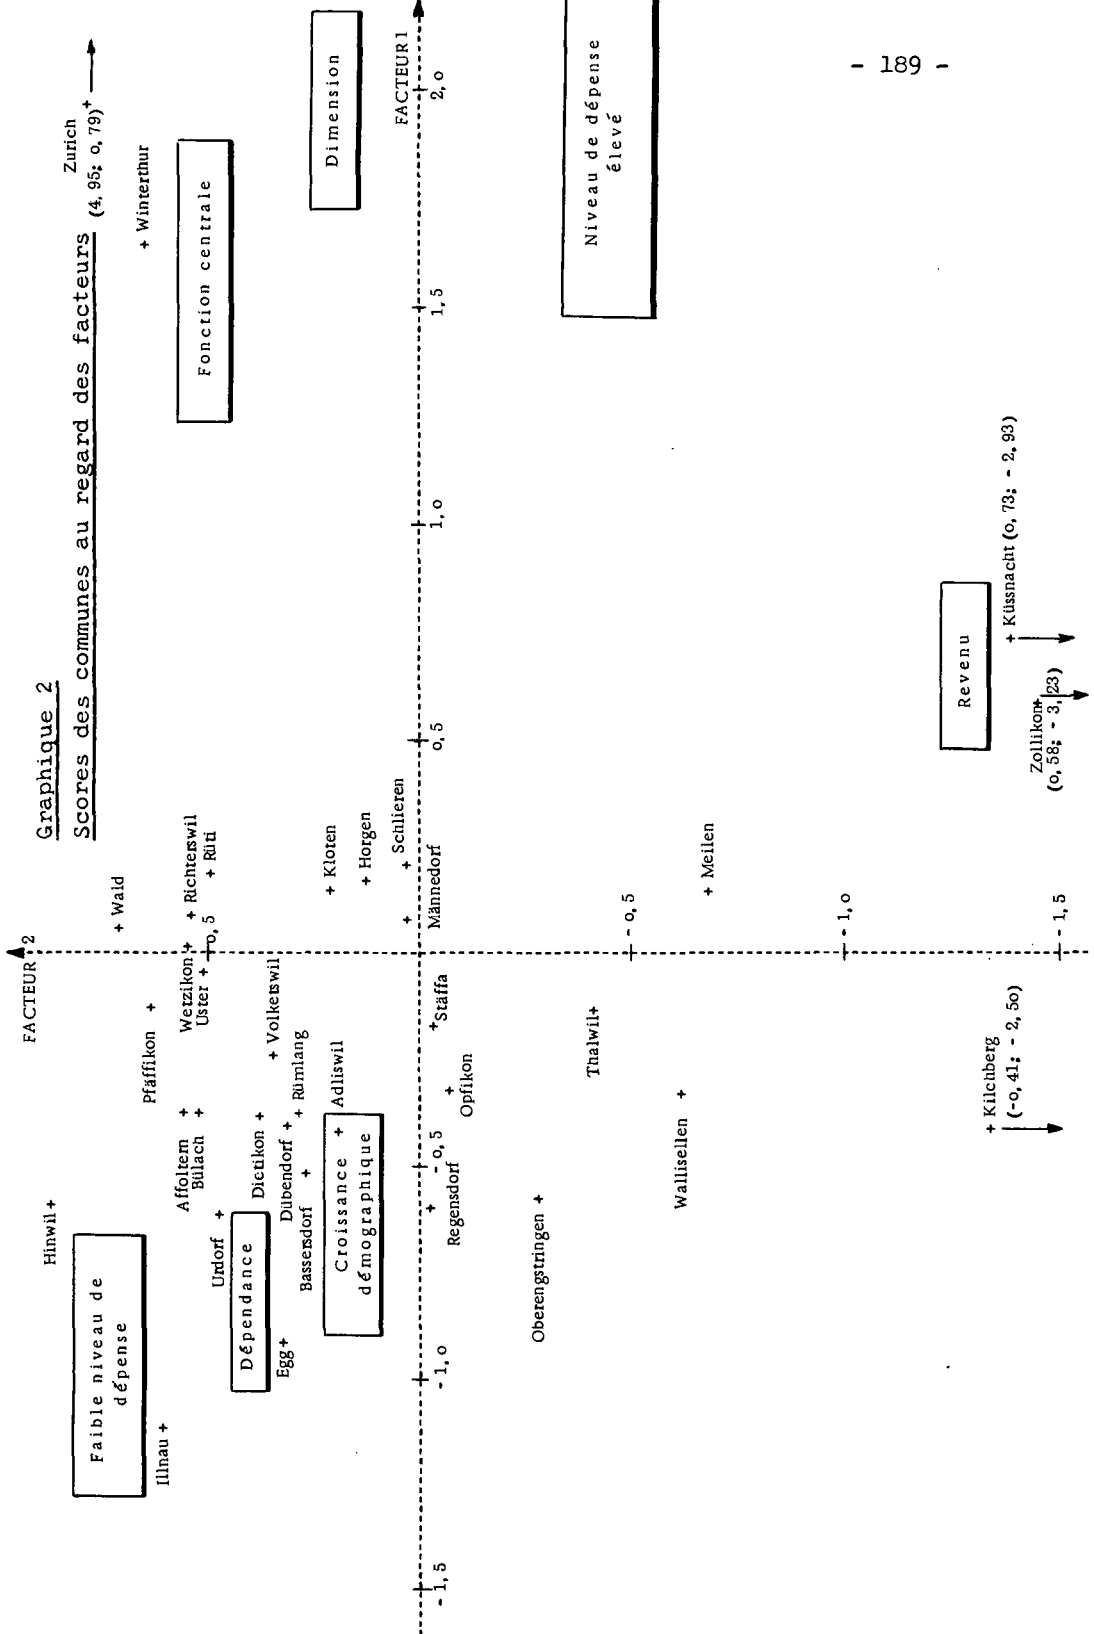 - 189 -
Graphique 2
Scores des communes au regard des facteurs
FACTEUR 2
FACTEUR 1
Zurich
(4,95; 0,79)+
+ Winterthur
Fonction centrale
Dimension
Niveau de dépense
élevé
Hinwil +
Faible niveau de
dépense
Illnau +
Pfäffikon +
+ Wald
Affoltern +
Bülach +
Wetzikon +
Uster +
+ Richterswil
0,5
+ Rüti
Urdorf +
Dépendance
Dietikon +
+ Volketswil
Egg +
Dübendorf +
+ Rümlang
Bassersdorf +
Croissance +
démographique
Adliswil
+ Kloten
+ Horgen
+ Schlieren
+
Männedorf
- 1,5
- 1,0
- 0,5
0,5
1,0
1,5
2,0
+
Regensdorf
+
Opfikon
+ Stäffa
Oberengstringen +
Thalwil +
- 0,5
Wallisellen +
+ Meilen
- 1,0
Revenu
+ Kilchberg
(-0,41; - 2,50)
+ Küssnacht (0,73; - 2,93)
Zollikon+
(0,58; - 3,23)
- 1,5